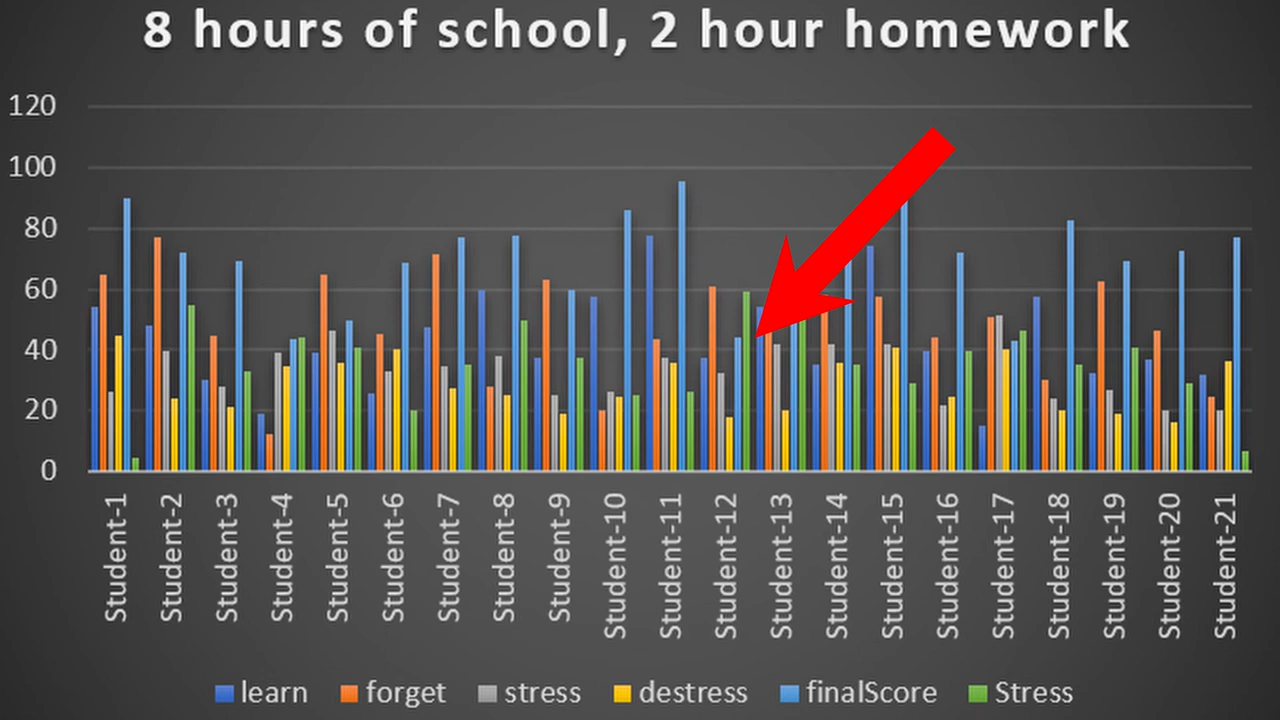 8 hours of school, 2 hour homework
120
100
80
60
40
20
0
Student-1
Student-2
Student-3
Student-4
Student-5
Student-6
Student-7
Student-8
Student-9
Student-10
Student-11
Student-12
Student-13
Student-14
Student-15
Student-16
Student-17
Student-18
Student-19
Student-20
Student-21
learn forget stress destress finalScore Stress